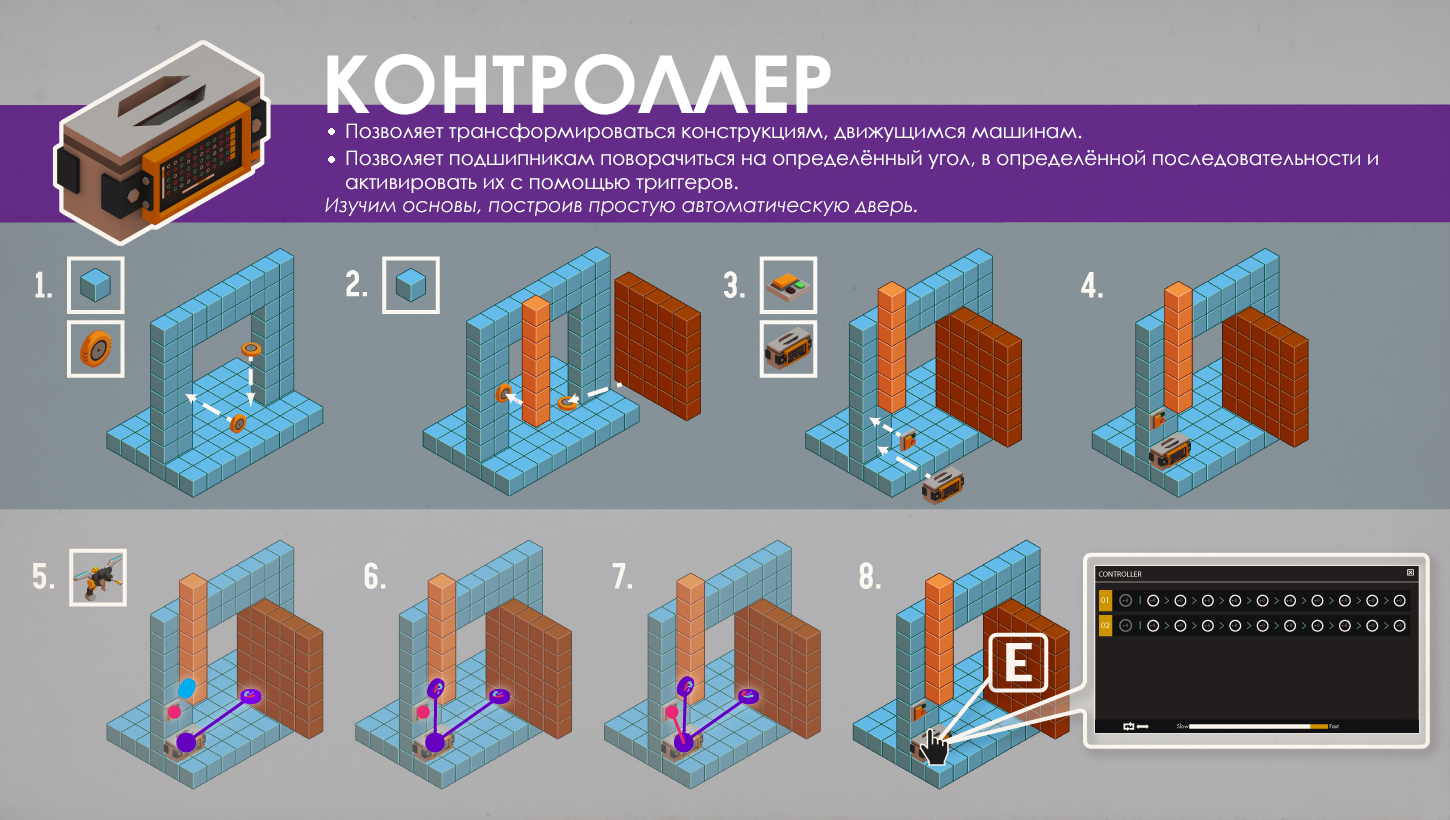 КОНТРОЛЛЕР
• Позволяет трансформироваться конструкциям, движущимся машинам.
• Позволяет подшипникам поворачиться на определённый угол, в определённой последовательности и
активировать их с помощью триггеров.
Изучим основы, построив простую автоматическую дверь.
1.
2.
3.
4.
5.
6.
7.
8.
E
CONTROLLER
01
02
Slow
Fast